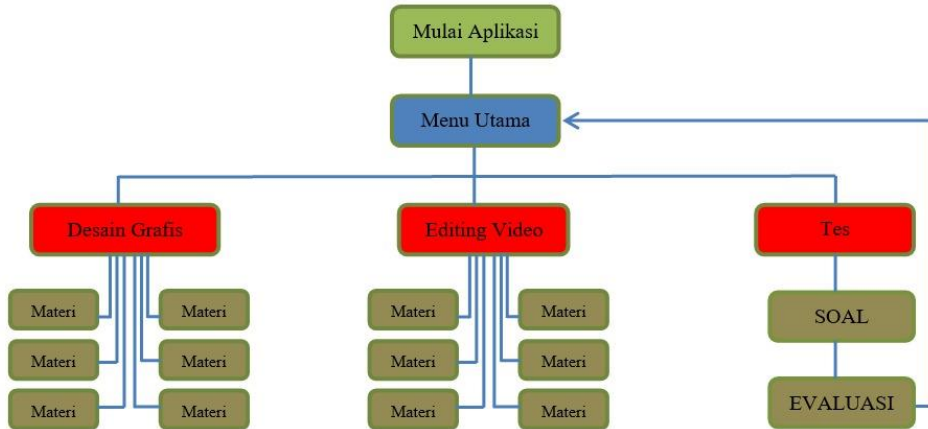 Mulai Aplikasi
Menu Utama
Desain Grafis
Editing Video
Tes
Materi
Materi
Materi
Materi
SOAL
Materi
Materi
Materi
Materi
Materi
Materi
Materi
Materi
EVALUASI